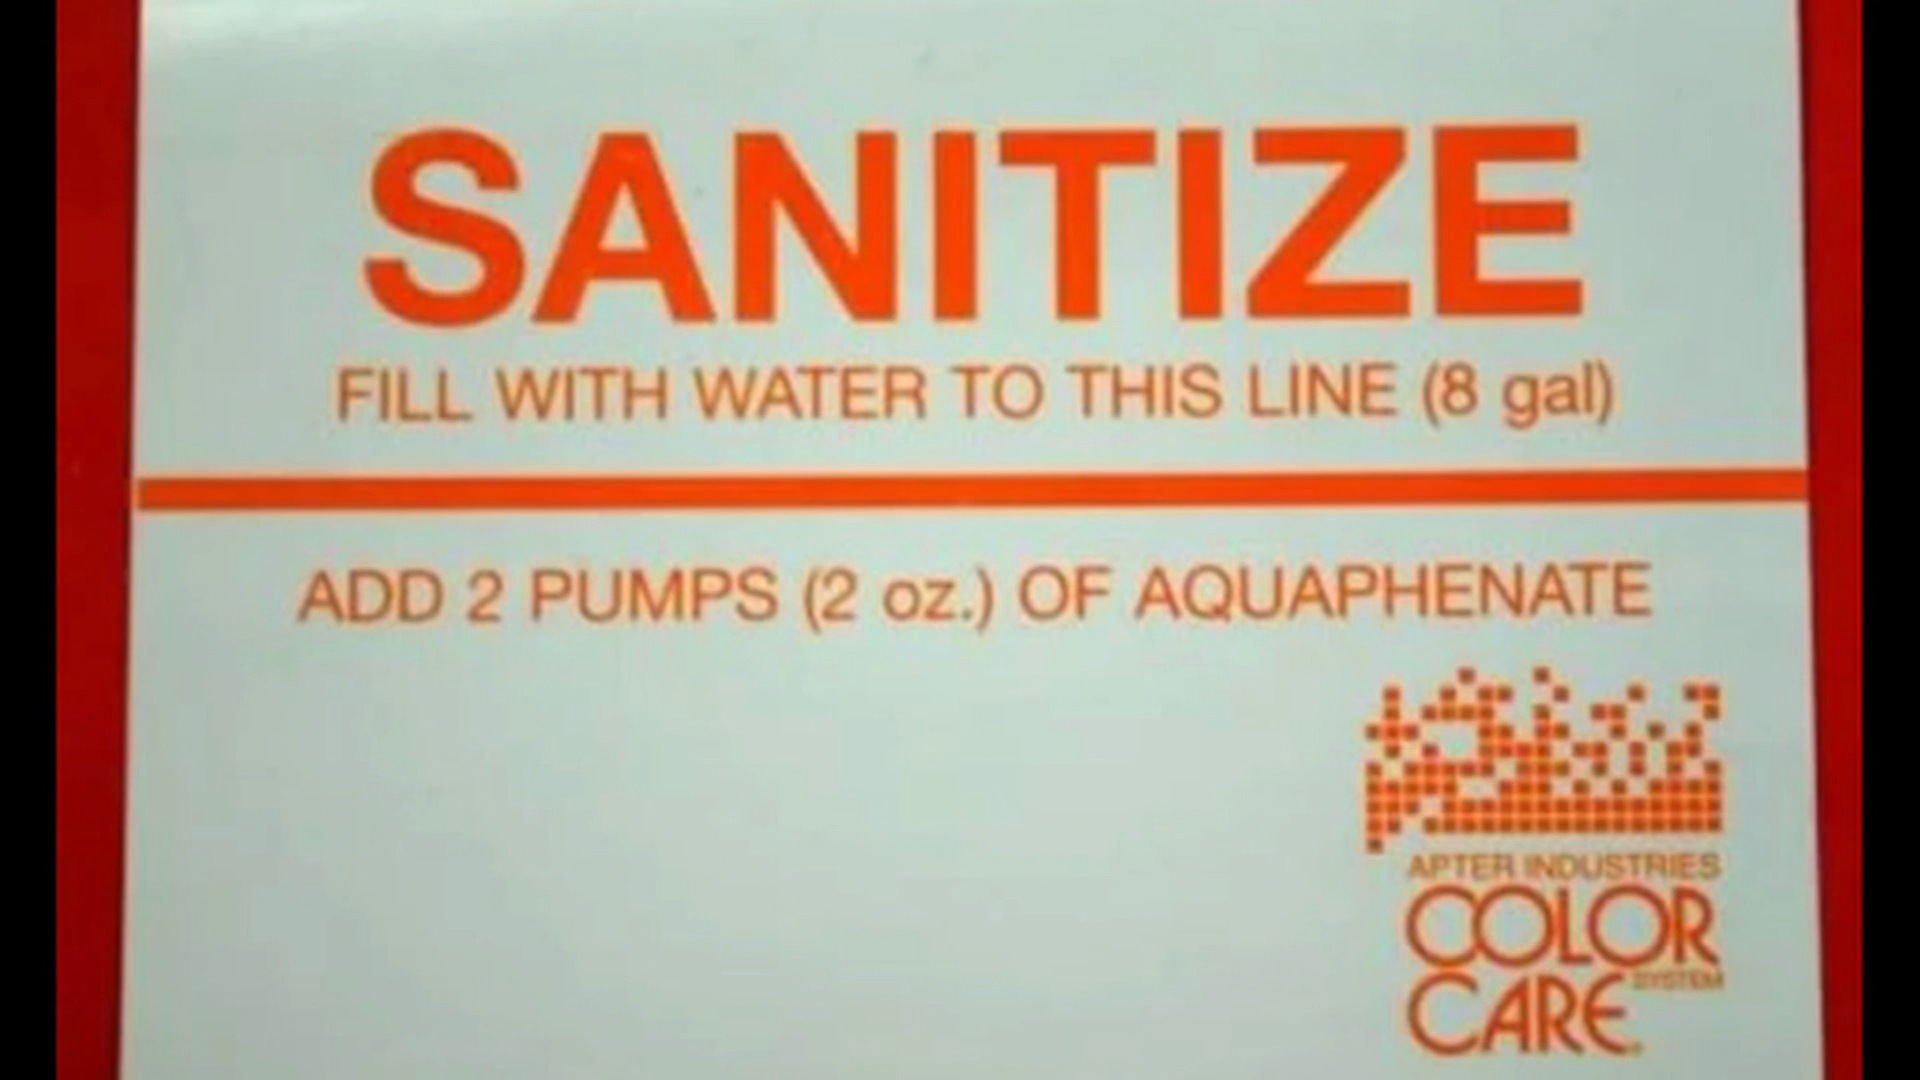 SANITIZE
FILL WITH WATER TO THIS LINE (8 gal)
ADD 2 PUMPS (2 oz.) OF AQUAPHENATE
APTER INDUSTRIES
COLOR
SYSTEM
CARE